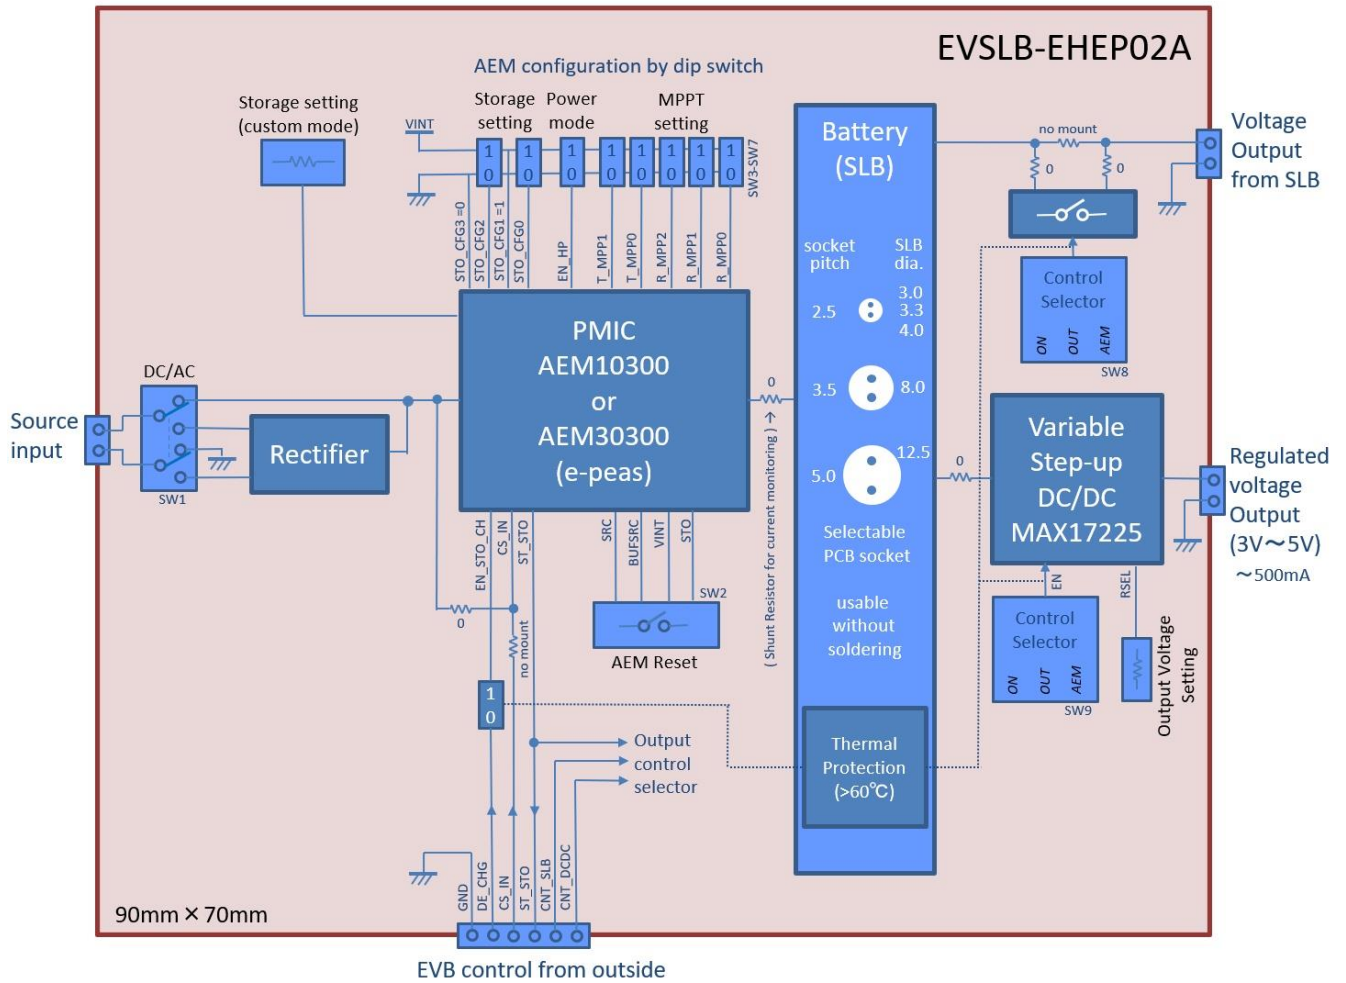 EVSLB-EHEP02A
AEM configuration by dip switch
Storage setting
(custom mode)
Storage
setting
Power
mode
MPPT
setting
VINT
1
0
1
0
1
0
1
0
1
0
1
0
1
0
1
0
SW3-SW7
STO_CFG3 =0
STO_CFG2
STO_CFG1 =1
STO_CFG0
EN_HP
T_MPP1
T_MPP0
R_MPP2
R_MPP1
R_MPP0
Battery
(SLB)
socket
pitch
SLB
dia.
2.5
3.0
3.3
4.0
3.5
8.0
5.0
12.5
Selectable
PCB socket
usable
without
soldering
Thermal
Protection
(>60℃)
no mount
0
0
Voltage
Output
from SLB
Control
Selector
ON
OUT
AEM
SW8
PMIC
AEM10300
or
AEM30300
(e-peas)
DC/AC
Source
input
SW1
Rectifier
0
( Shunt Resistor for current monitoring )
0
Variable
Step-up
DC/DC
MAX17225
Regulated
voltage
Output
(3V～5V)
～500mA
EN
RSEL
Control
Selector
ON
OUT
AEM
SW9
Output Voltage
Setting
EN_STO_CH
CS_IN
ST_STO
SRC
BUFSRC
VINT
STO
SW2
AEM Reset
0
no mount
1
0
Output
control
selector
GND
DE_CHG
CS_IN
ST_STO
CNT_SLB
CNT_DCDC
90mm×70mm
EVB control from outside